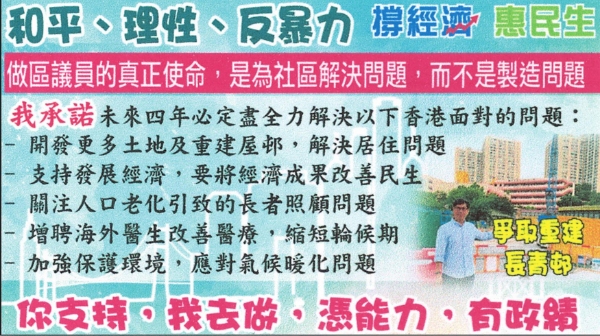 和平、理性、反暴力 撐經濟 惠民生
做區議員的真正使命，是為社區解決問題，而不是製造問題
我承諾未來四年必定盡全力解決以下香港面對的問題：
- 開發更多土地及重建屋邨，解決居住問題
- 支持發展經濟，要將經濟成果改善民生
- 關注人口老化引致的長者照顧問題
- 增聘海外醫生改善醫療，縮短輪候期
- 加強保護環境，應對氣候暖化問題
爭取重建
長青邨
你支持，我去做，憑能力，有政績